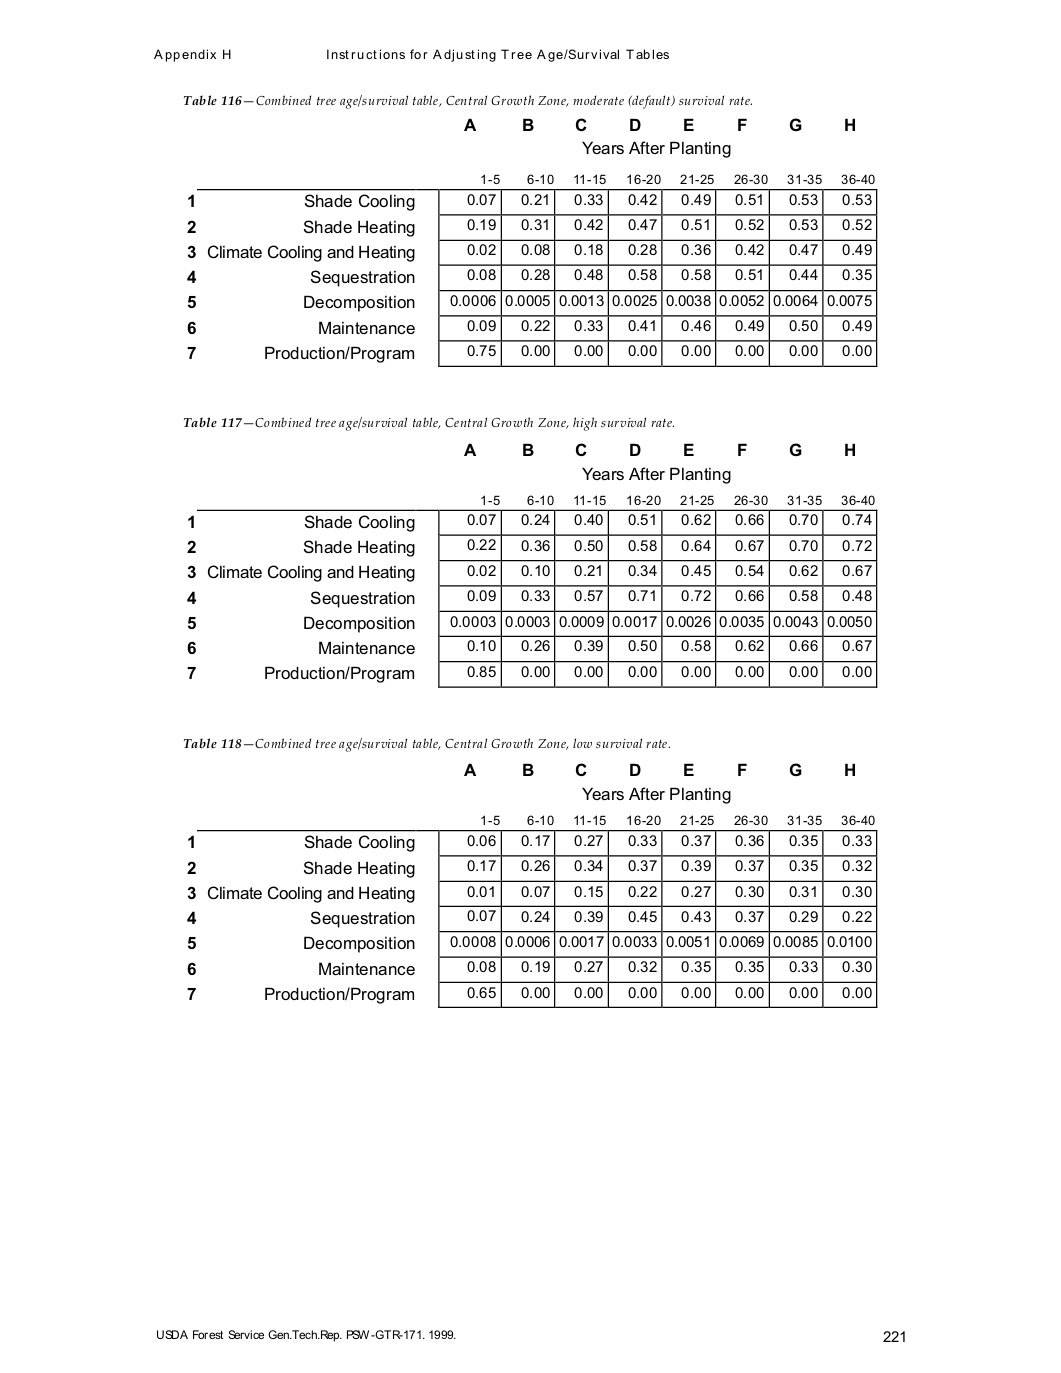 Appendix H Instructions for Adjusting Tree Age/Survival Tables
Table 116—Combined tree age/survival table, Central Growth Zone, moderate (default) survival rate.
A B C D E F G H
Years After Planting
1-5 6-10 11-15 16-20 21-25 26-30 31-35 36-40
1 Shade Cooling 0.07 0.21 0.33 0.42 0.49 0.51 0.53 0.53
2 Shade Heating 0.19 0.31 0.42 0.47 0.51 0.52 0.53 0.52
3 Climate Cooling and Heating 0.02 0.08 0.18 0.28 0.36 0.42 0.47 0.49
4 Sequestration 0.08 0.28 0.48 0.58 0.58 0.51 0.44 0.35
5 Decomposition 0.0006 0.0005 0.0013 0.0025 0.0038 0.0052 0.0064 0.0075
6 Maintenance 0.09 0.22 0.33 0.41 0.46 0.49 0.50 0.49
7 Production/Program 0.75 0.00 0.00 0.00 0.00 0.00 0.00 0.00
Table 117—Combined tree age/survival table, Central Growth Zone, high survival rate.
A B C D E F G H
Years After Planting
1-5 6-10 11-15 16-20 21-25 26-30 31-35 36-40
1 Shade Cooling 0.07 0.24 0.40 0.51 0.62 0.66 0.70 0.74
2 Shade Heating 0.22 0.36 0.50 0.58 0.64 0.67 0.70 0.72
3 Climate Cooling and Heating 0.02 0.10 0.21 0.34 0.45 0.54 0.62 0.67
4 Sequestration 0.09 0.33 0.57 0.71 0.72 0.66 0.58 0.48
5 Decomposition 0.0003 0.0003 0.0009 0.0017 0.0026 0.0035 0.0043 0.0050
6 Maintenance 0.10 0.26 0.39 0.50 0.58 0.62 0.66 0.67
7 Production/Program 0.85 0.00 0.00 0.00 0.00 0.00 0.00 0.00
Table 118—Combined tree age/survival table, Central Growth Zone, low survival rate.
A B C D E F G H
Years After Planting
1-5 6-10 11-15 16-20 21-25 26-30 31-35 36-40
1 Shade Cooling 0.06 0.17 0.27 0.33 0.37 0.36 0.35 0.33
2 Shade Heating 0.17 0.26 0.34 0.37 0.39 0.37 0.35 0.32
3 Climate Cooling and Heating 0.01 0.07 0.15 0.22 0.27 0.30 0.31 0.30
4 Sequestration 0.07 0.24 0.39 0.45 0.43 0.37 0.29 0.22
5 Decomposition 0.0008 0.0006 0.0017 0.0033 0.0051 0.0069 0.0085 0.0100
6 Maintenance 0.08 0.19 0.27 0.32 0.35 0.35 0.33 0.30
7 Production/Program 0.65 0.00 0.00 0.00 0.00 0.00 0.00 0.00
USDA Forest Service Gen.Tech.Rep. PSW-GTR-171. 1999. 221